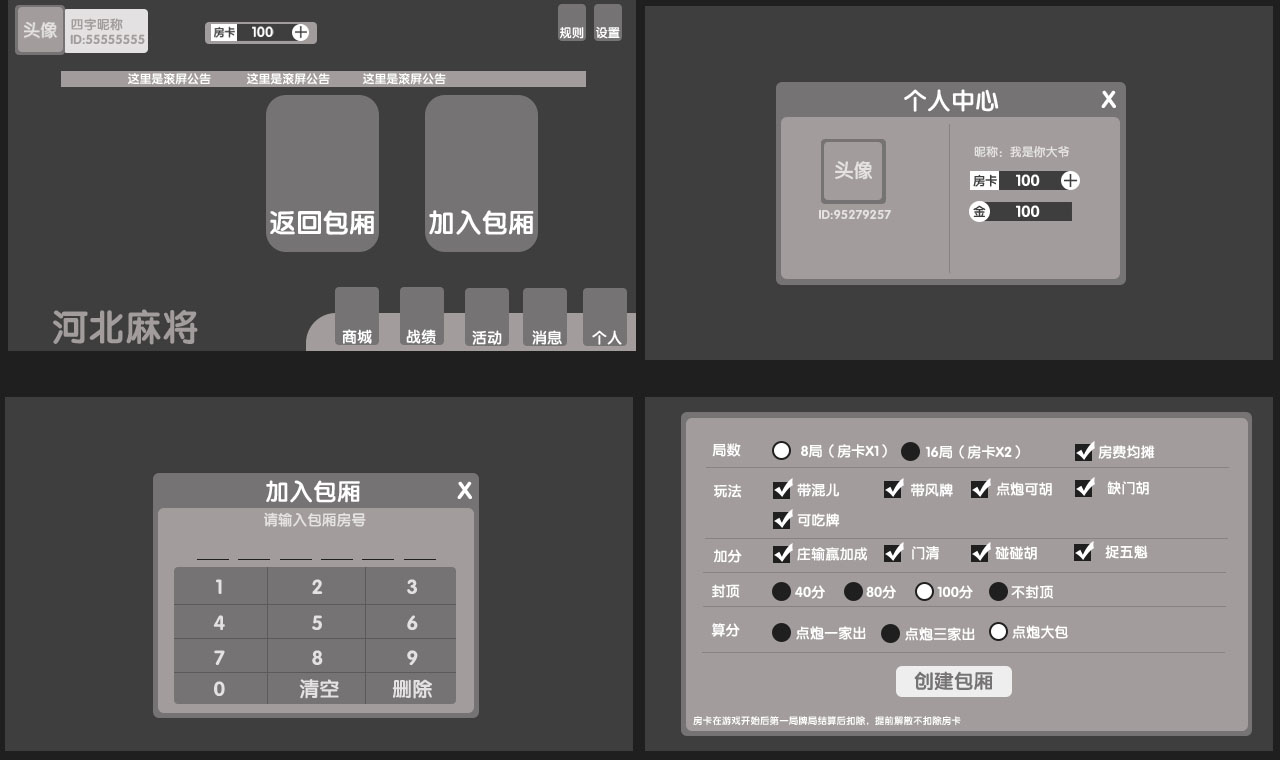 头像
四字昵称
ID:55555555
房卡 100
规则
设置
这里是滚屏公告 这里是滚屏公告 这里是滚屏公告
返回包厢
加入包厢
河北麻将
商城
战绩
活动
消息
个人
个人中心 X
头像
ID:95279257
昵称：我是你大爷
房卡 100
金 100
加入包厢 X
请输入包厢房号
1 2 3
4 5 6
7 8 9
0 清空 删除
局数 8局（房卡X1） 16局（房卡X2） 房费均摊
玩法 带混儿 带风牌 点炮可胡 缺门胡
可吃牌
加分 庄输赢加成 门清 碰碰胡 捉五魁
封顶 40分 80分 100分 不封顶
算分 点炮一家出 点炮三家出 点炮大包
创建包厢
房卡在游戏开始后第一局牌局结算后扣除，提前解散不扣除房卡